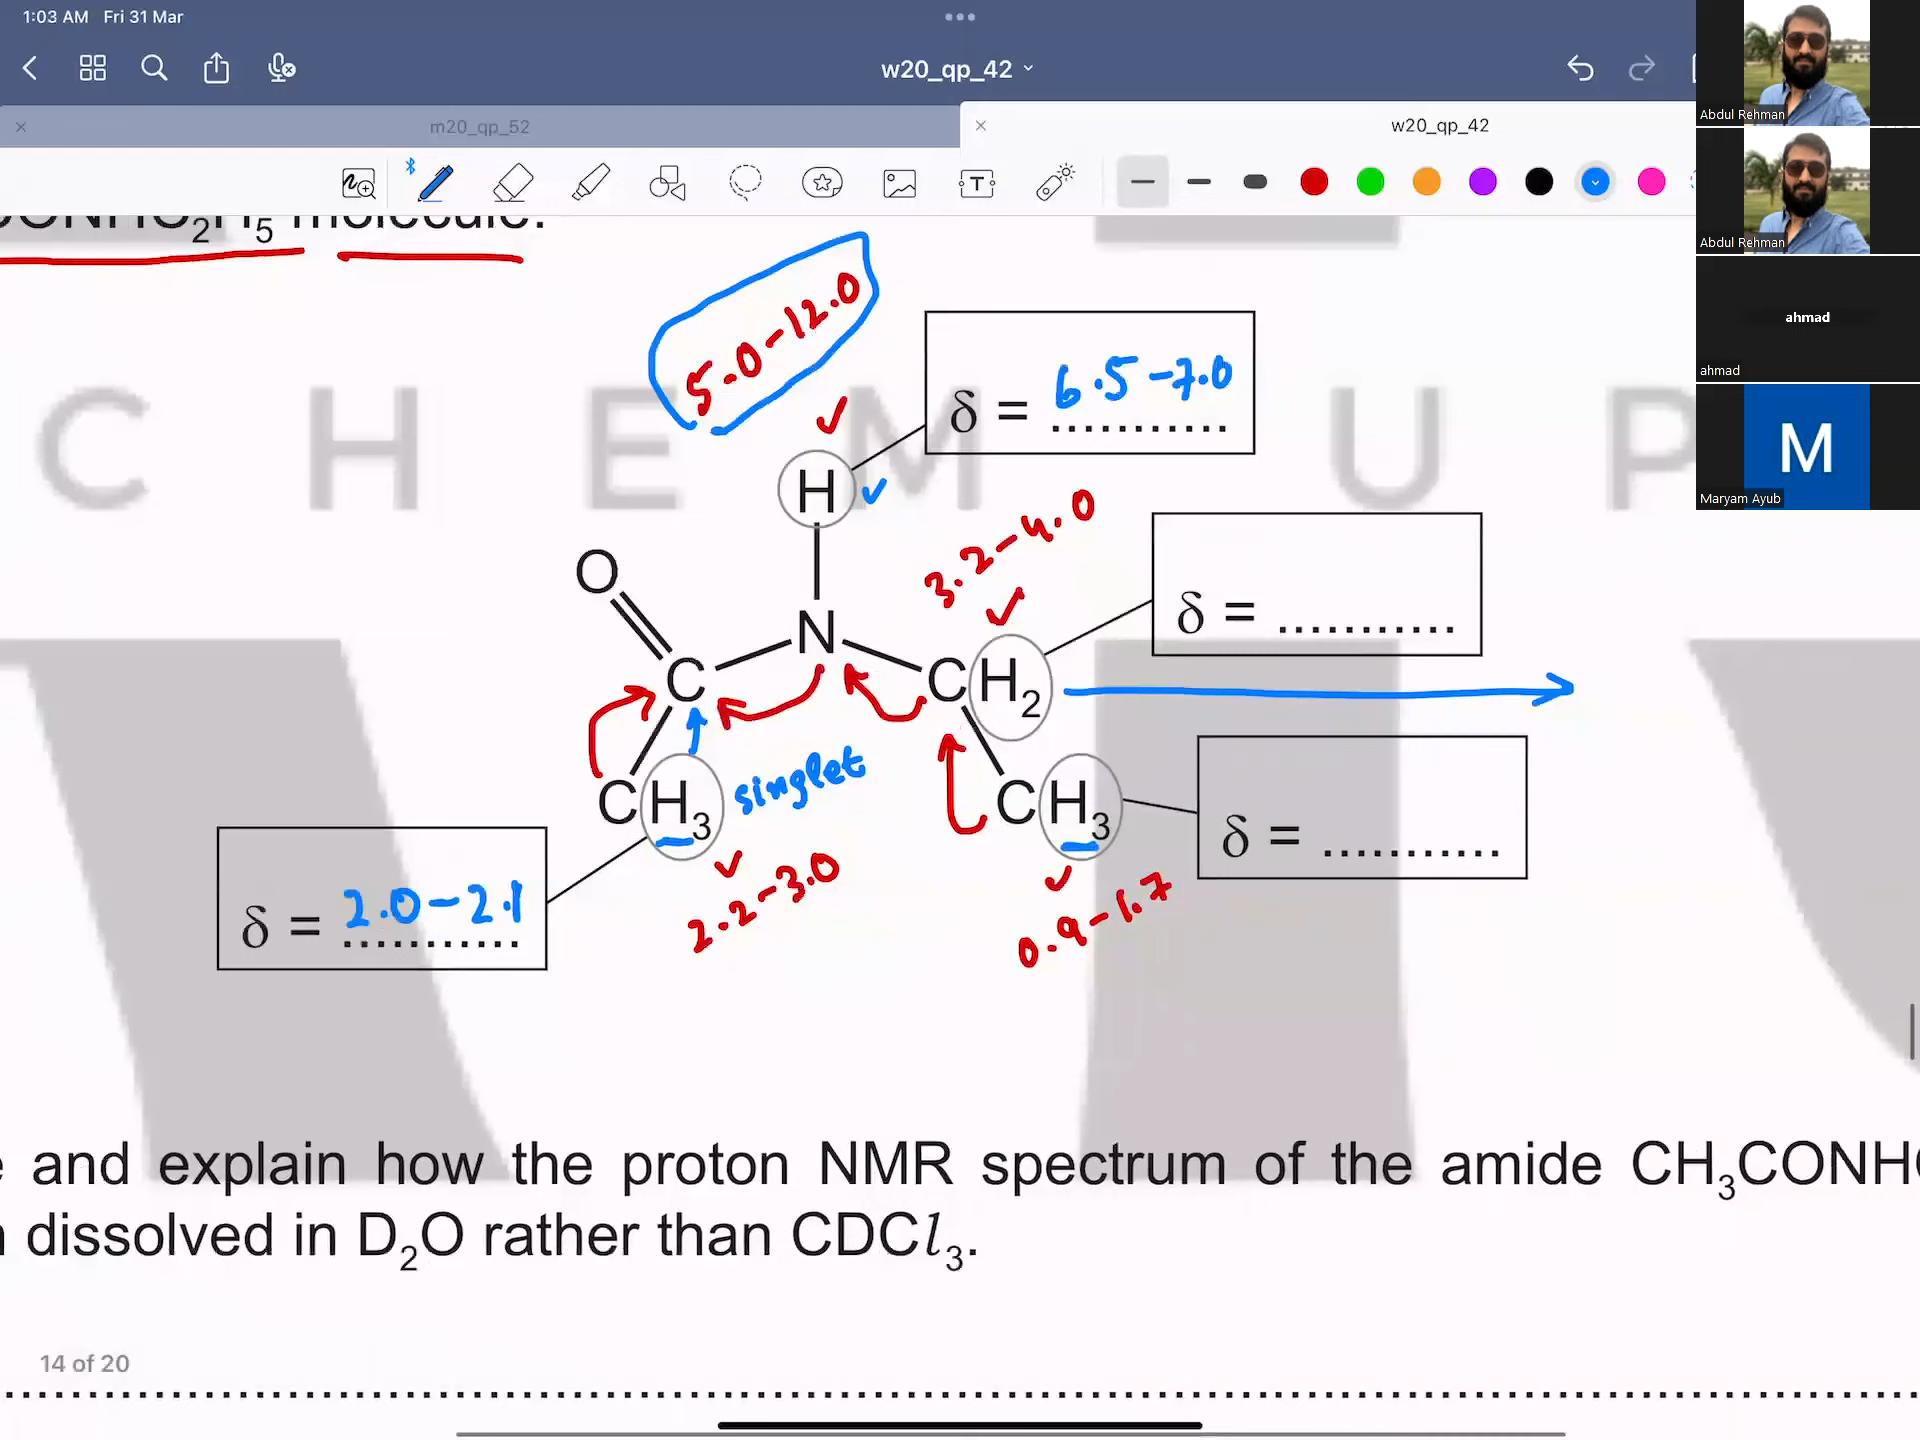 1:03 AM Fri 31 Mar
w20_qp_42
m20_qp_52
w20_qp_42
Abdul Rehman
Abdul Rehman
ahmad
ahmad
M
Maryam Ayub
CONHC2H5 molecule.
5.0-12.0
δ = 6.5-7.0
C H E M U P
H
3.2-4.0
O
δ = ...........
N
C
CH2
singlet
CH3
CH3
δ = ...........
2.2-3.0
0.9-1.7
δ = 2.0-2.1
and explain how the proton NMR spectrum of the amide CH3CONHC
dissolved in D2O rather than CDCl3.
14 of 20